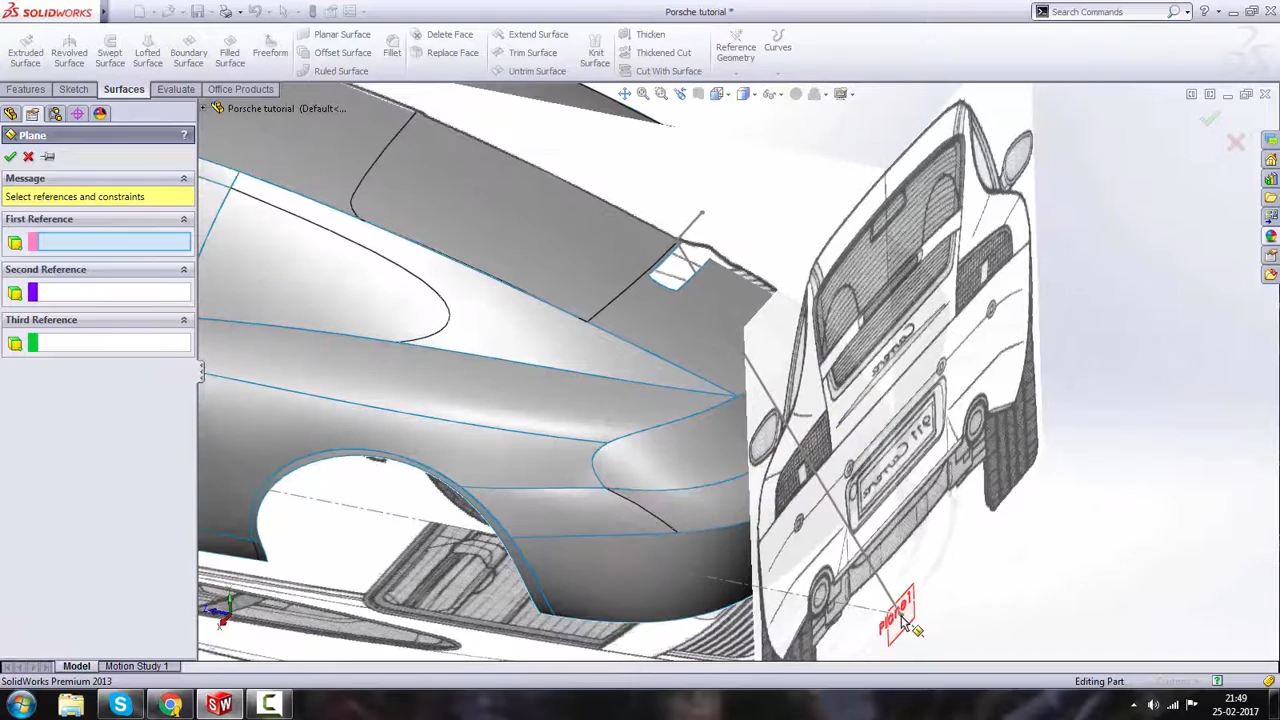 SOLIDWORKS
Porsche tutorial *
Search Commands
Extruded Surface
Revolved Surface
Swept Surface
Lofted Surface
Boundary Surface
Filled Surface
Freeform
Planar Surface
Offset Surface
Ruled Surface
Fillet
Delete Face
Replace Face
Extend Surface
Trim Surface
Untrim Surface
Knit Surface
Thicken
Thickened Cut
Cut With Surface
Reference Geometry
Curves
Features
Sketch
Surfaces
Evaluate
Office Products
Porsche tutorial (Default<...
Plane
?
Message
Select references and constraints
First Reference
Second Reference
Third Reference
Carrera
911 Carrera
Plane1
Model
Motion Study 1
SolidWorks Premium 2013
Editing Part
Custom
21:49
25-02-2017